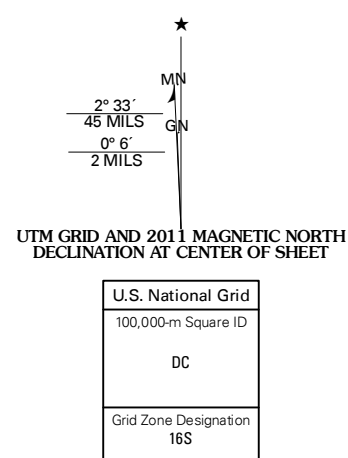 MN
2° 33´
45 MILS
GN
0° 6´
2 MILS
UTM GRID AND 2011 MAGNETIC NORTH
DECLINATION AT CENTER OF SHEET
U.S. National Grid
100,000-m Square ID
DC
Grid Zone Designation
16S